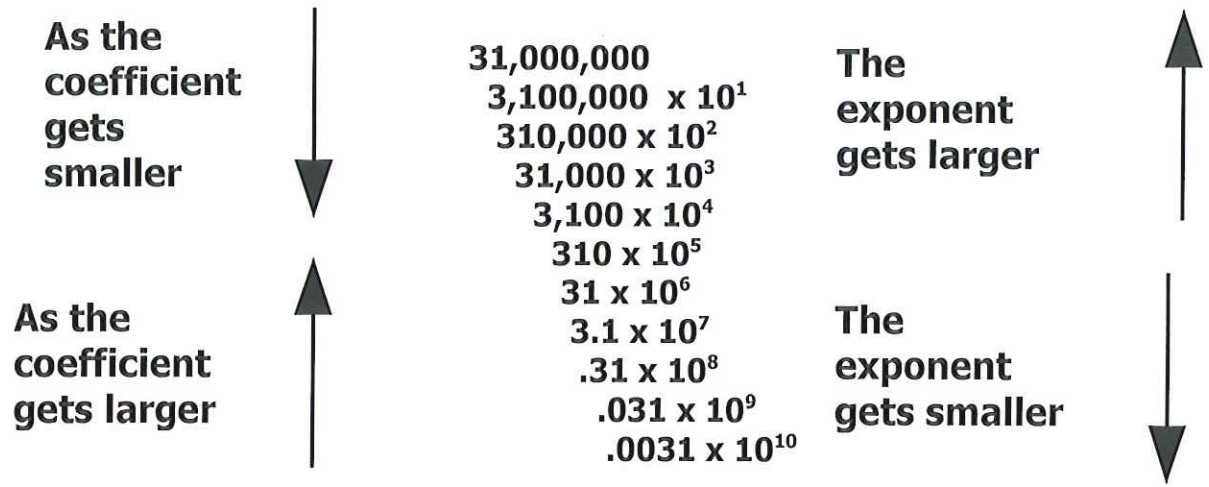 As the
coefficient
gets
smaller
31,000,000
3,100,000 x 10¹
310,000 x 10²
31,000 x 10³
3,100 x 10⁴
310 x 10⁵
31 x 10⁶
3.1 x 10⁷
.31 x 10⁸
.031 x 10⁹
.0031 x 10¹⁰
The
exponent
gets larger
As the
coefficient
gets larger
The
exponent
gets smaller